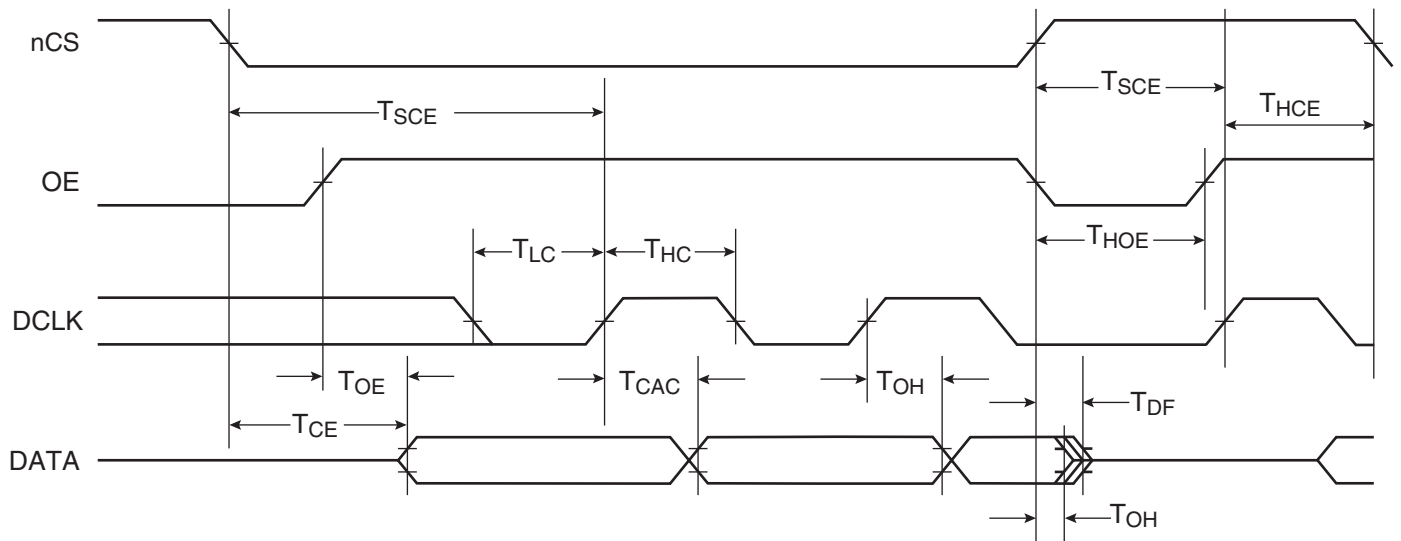 nCS
TSCE
TSCE
THCE
OE
TLC
THC
THOE
DCLK
TOE
TCAC
TOH
TDF
TCE
DATA
TOH